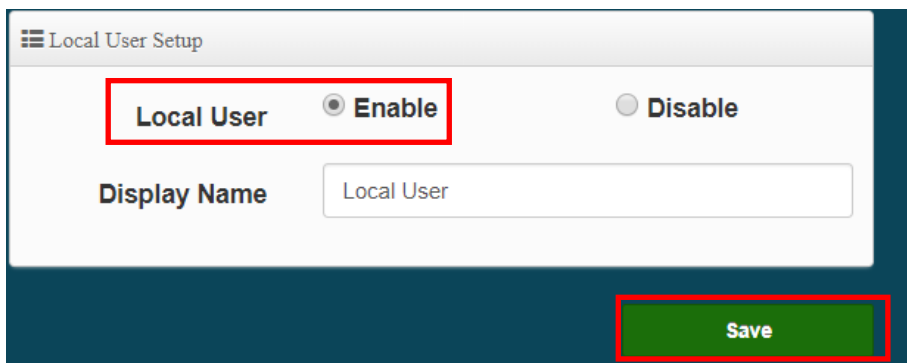 Local User Setup
Local User Enable Disable
Display Name Local User
Save